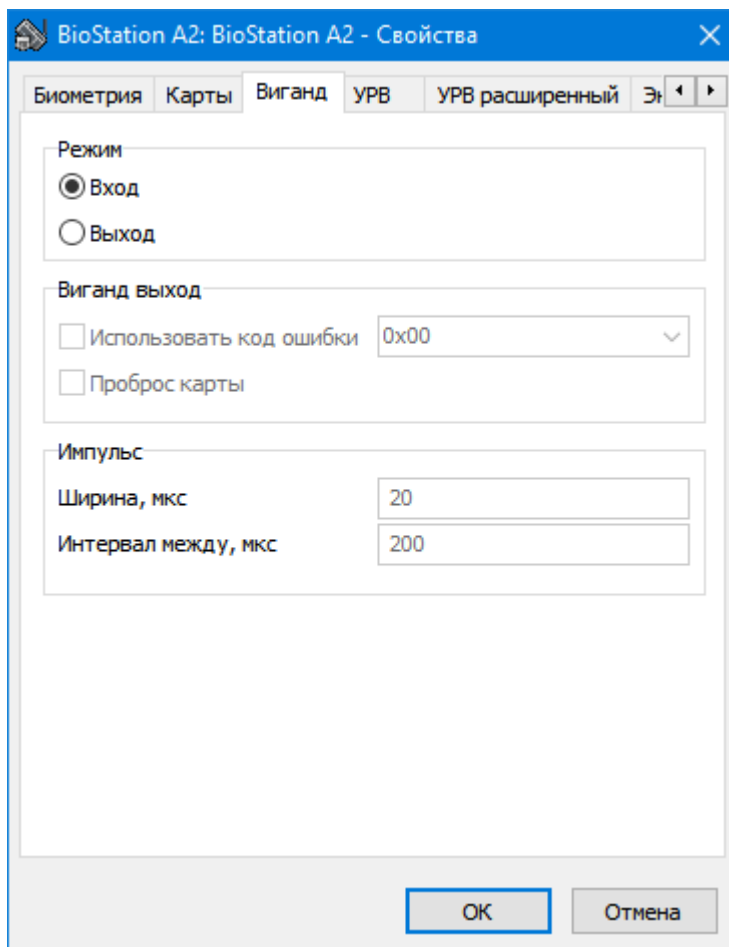 BioStation A2: BioStation A2 - Свойства
Биометрия Карты Виганд УРВ УРВ расширенный
Режим
Вход
Выход
Виганд выход
Использовать код ошибки 0x00
Проброс карты
Импульс
Ширина, мкс 20
Интервал между, мкс 200
ОК Отмена